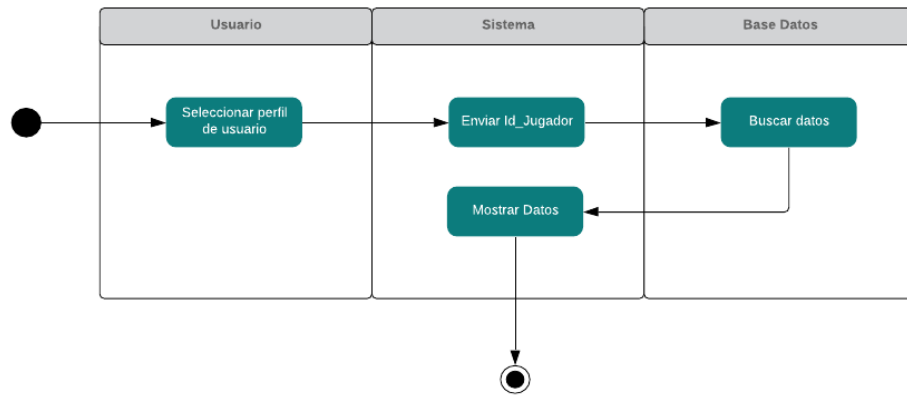 Usuario
Sistema
Base Datos
Seleccionar perfil
de usuario
Enviar Id_Jugador
Buscar datos
Mostrar Datos